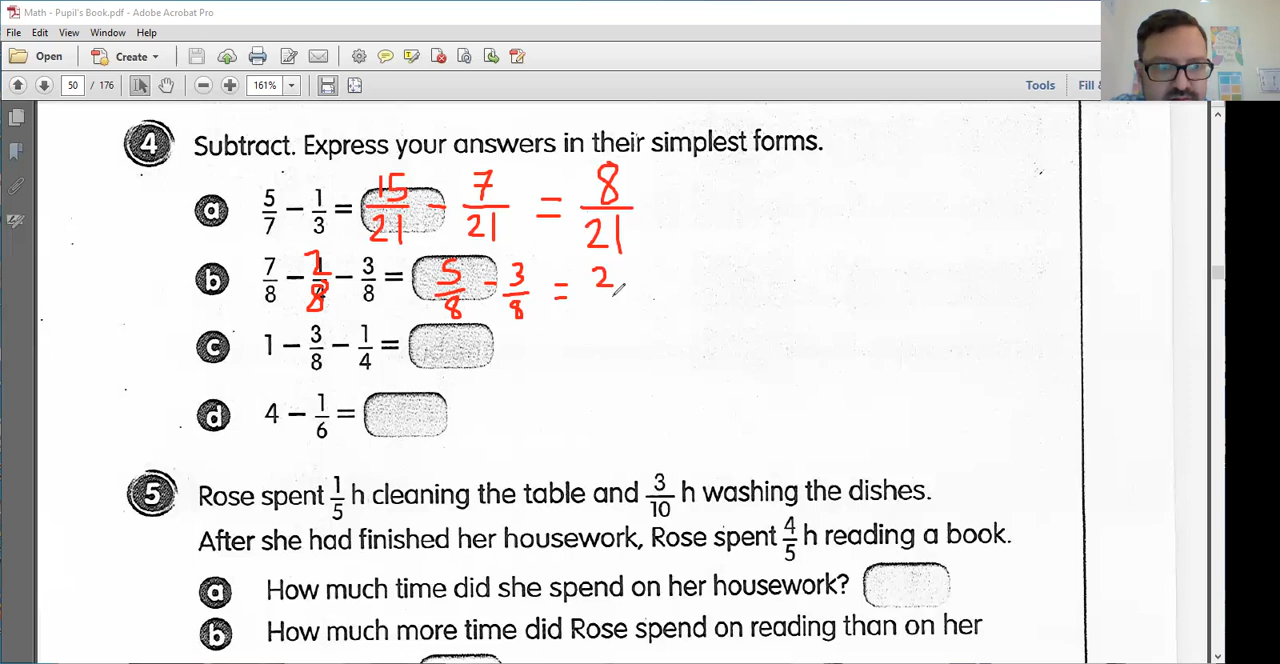 Math - Pupil's Book.pdf - Adobe Acrobat Pro
File Edit View Window Help
Open Create
50 / 176 161% Tools Fill &
4 Subtract. Express your answers in their simplest forms.
a 5/7 − 1/3 = 15/21 − 7/21 = 8/21
b 7/8 − 2/8 − 3/8 = 5/8 − 3/8 = 2
c 1 − 3/8 − 1/4 =
d 4 − 1/6 =
5 Rose spent 1/5 h cleaning the table and 3/10 h washing the dishes.
After she had finished her housework, Rose spent 4/5 h reading a book.
a How much time did she spend on her housework?
b How much more time did Rose spend on reading than on her